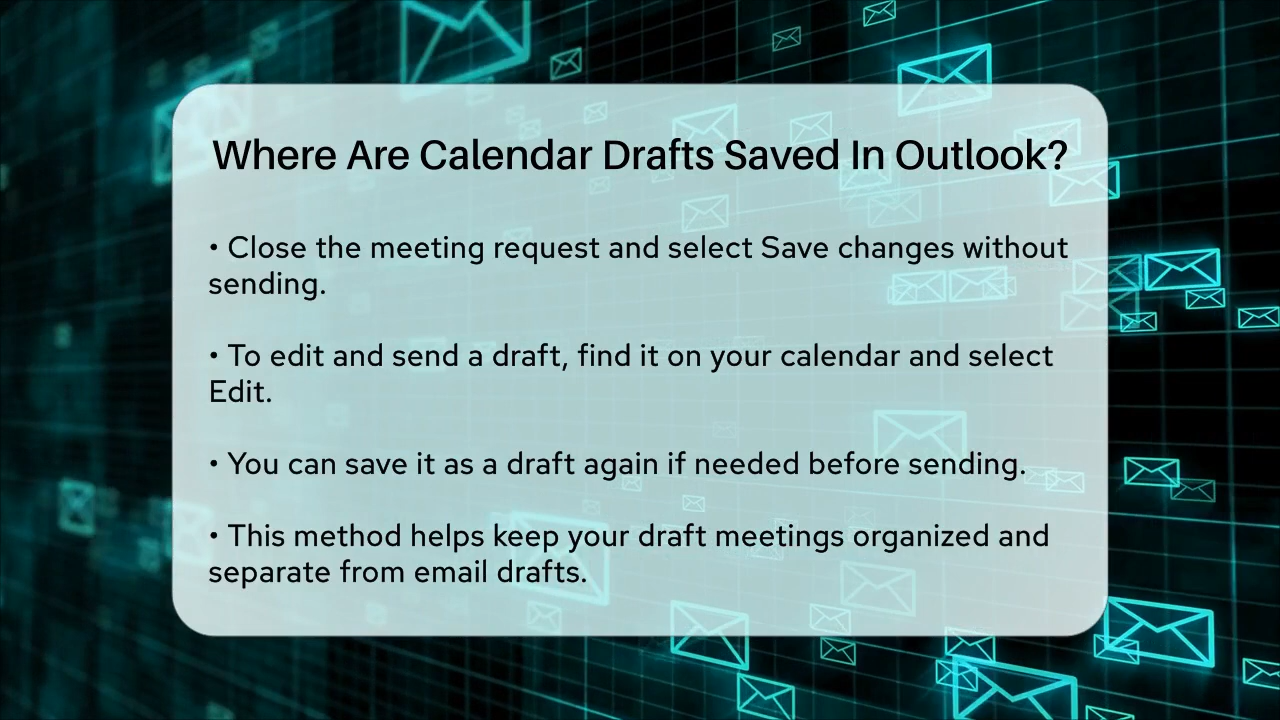 Where Are Calendar Drafts Saved In Outlook?
• Close the meeting request and select Save changes without
sending.
• To edit and send a draft, find it on your calendar and select
Edit.
• You can save it as a draft again if needed before sending.
• This method helps keep your draft meetings organized and
separate from email drafts.